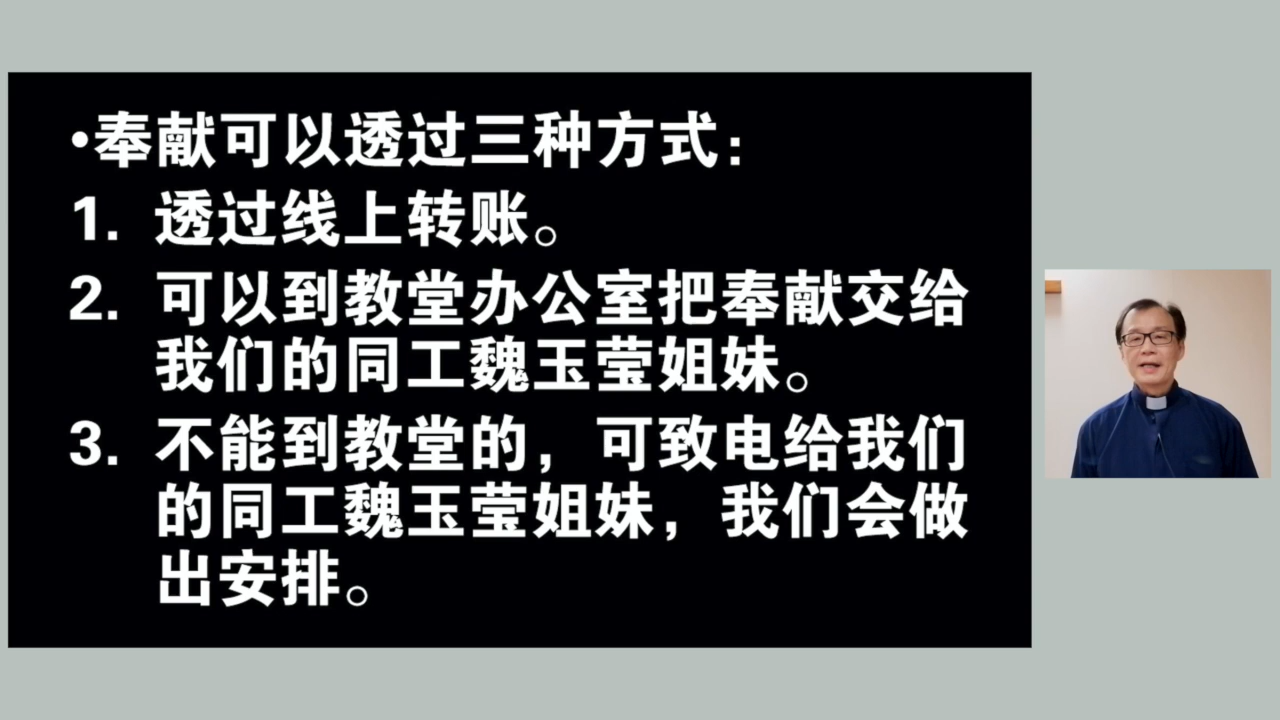 •奉献可以透过三种方式：
1. 透过线上转账。
2. 可以到教堂办公室把奉献交给
我们的同工魏玉莹姐妹。
3. 不能到教堂的，可致电给我们
的同工魏玉莹姐妹，我们会做
出安排。